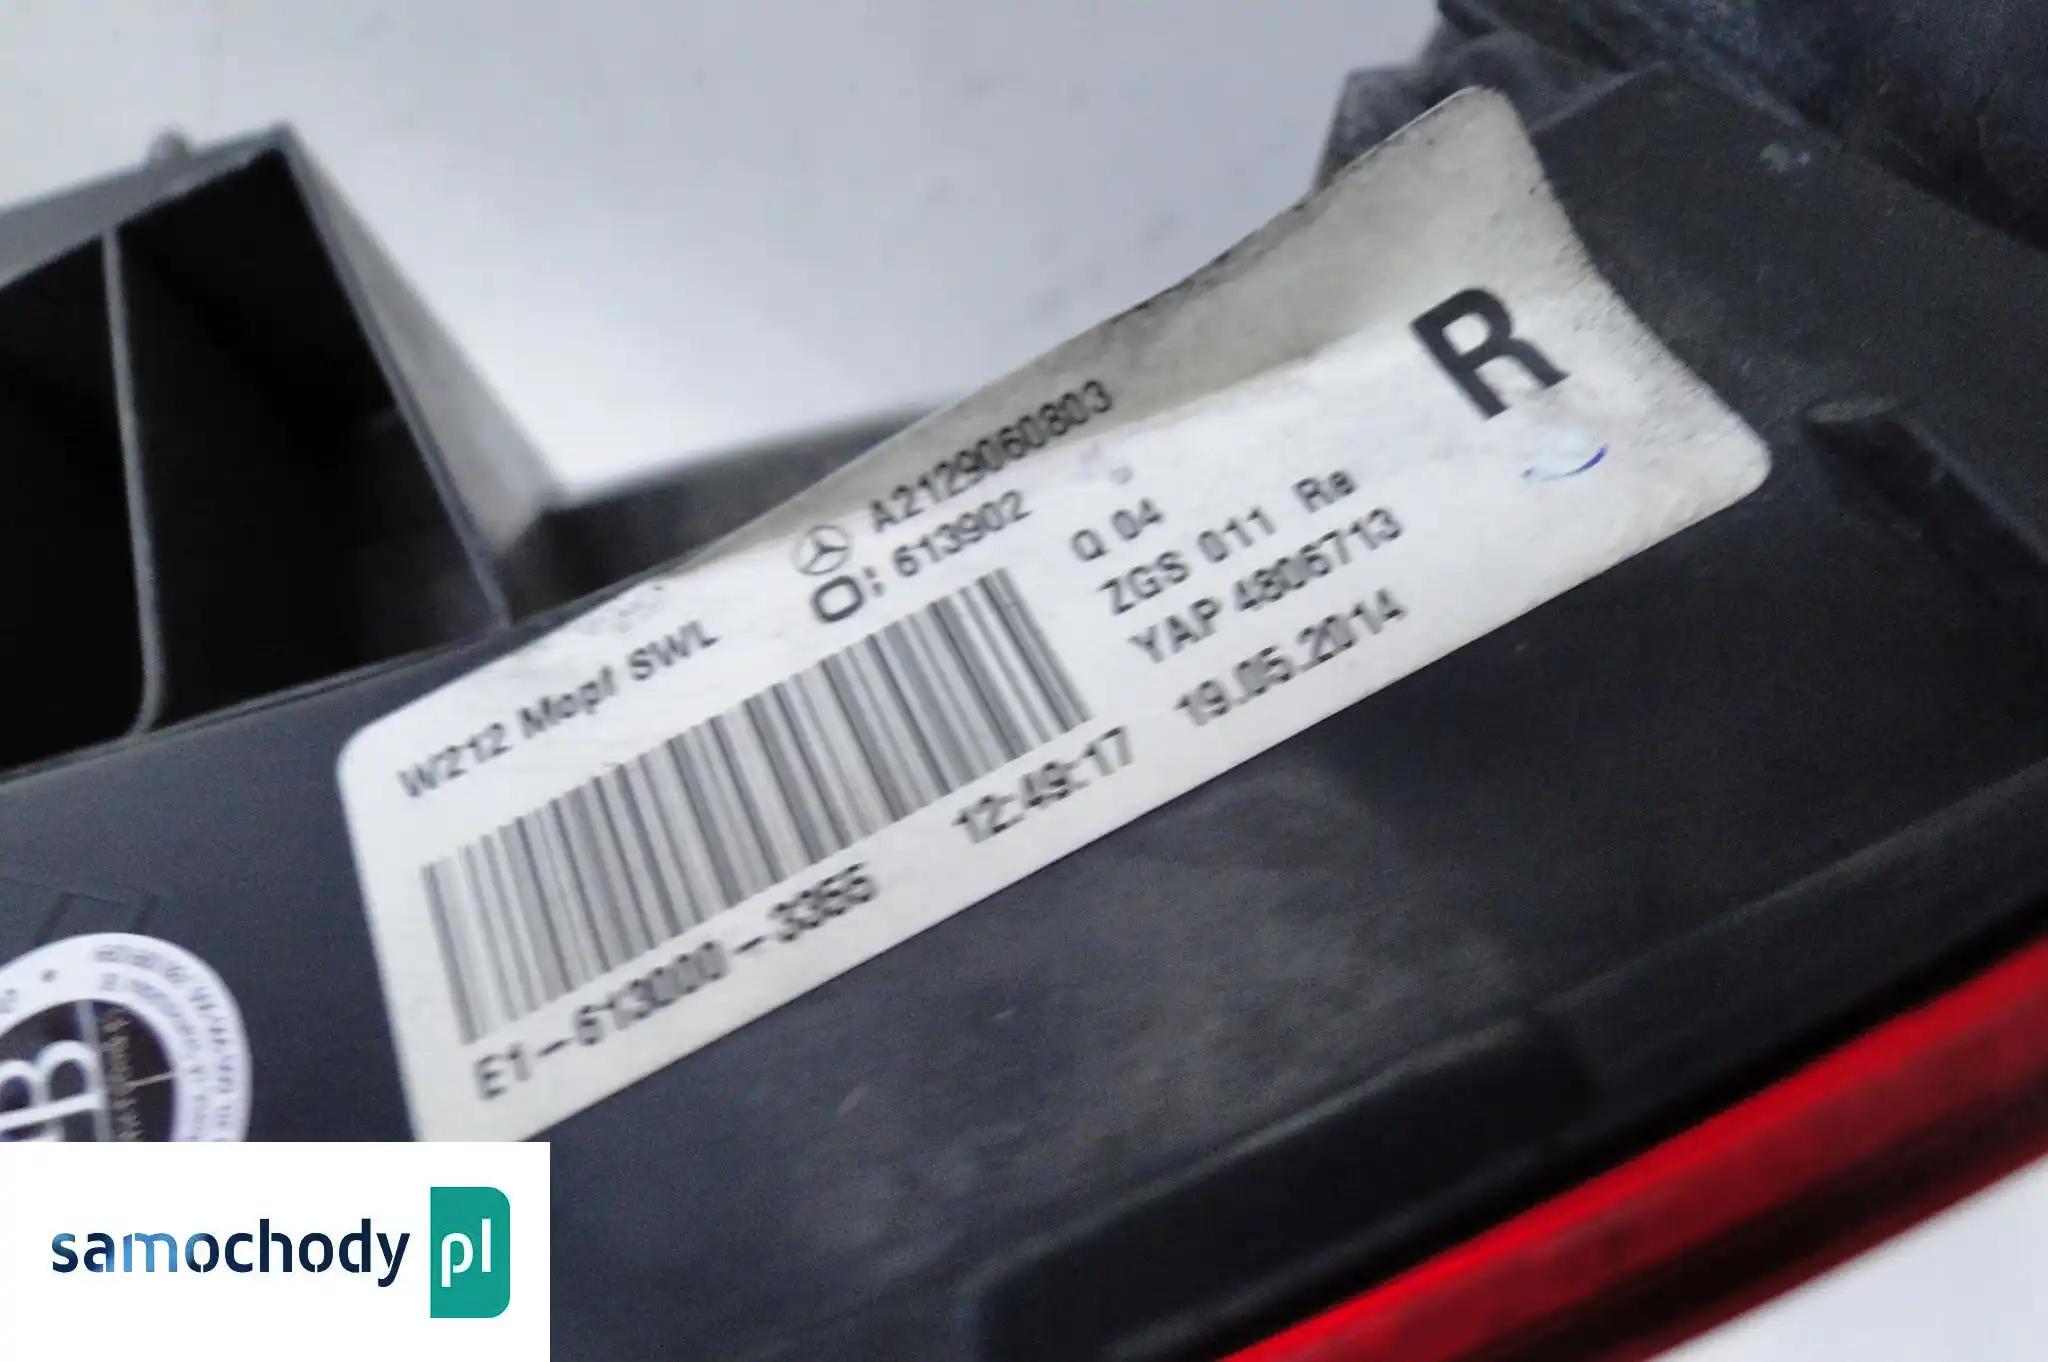 R
A2129060803
O: 613902
Q 04
ZGS 011 Re
YAP 4806713
19.05.2014
W212 Mopf SWL
12:49:17
E1-613000-3355
B
samochody pl